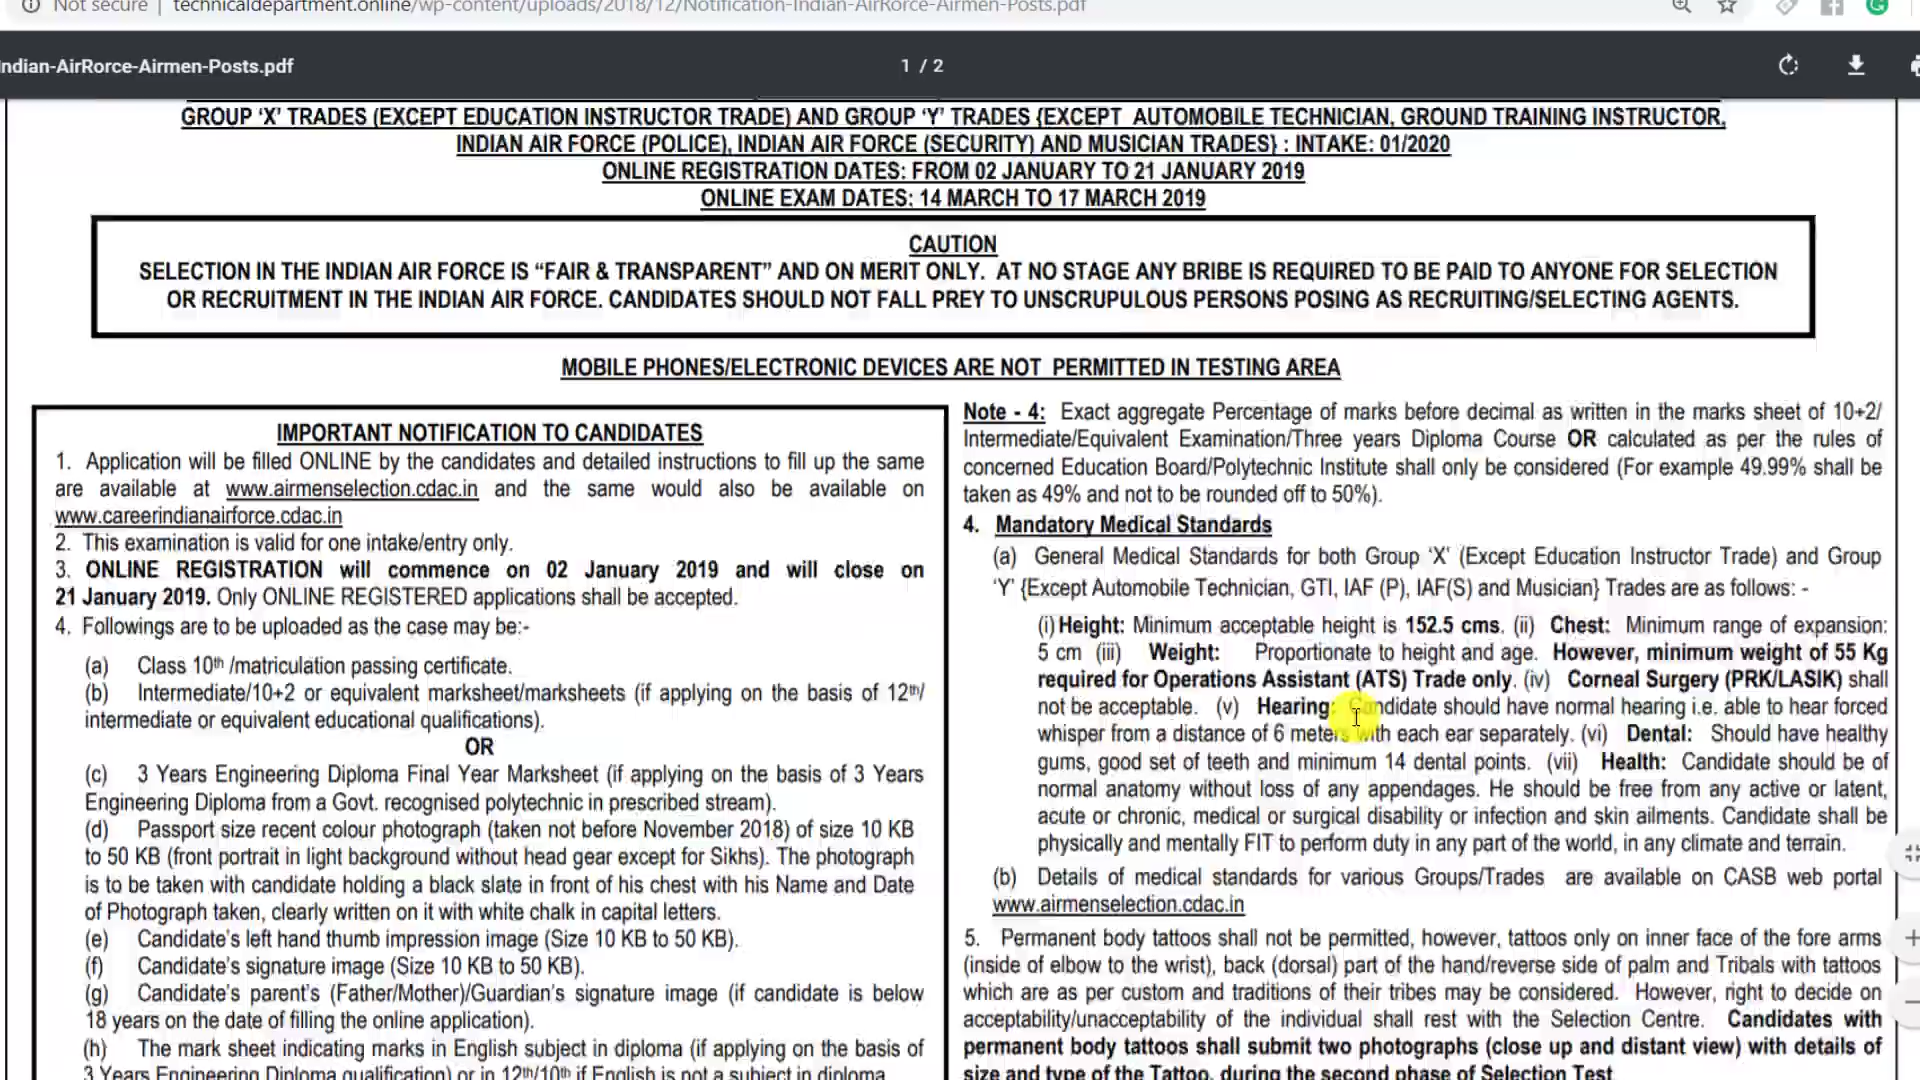 Not secure | technicaldepartment.online/wp-content/uploads/2018/12/Notification-Indian-AirRorce-Airmen-Posts.pdf
ndian-AirRorce-Airmen-Posts.pdf
1 / 2
GROUP ‘X’ TRADES (EXCEPT EDUCATION INSTRUCTOR TRADE) AND GROUP ‘Y’ TRADES {EXCEPT AUTOMOBILE TECHNICIAN, GROUND TRAINING INSTRUCTOR,
INDIAN AIR FORCE (POLICE), INDIAN AIR FORCE (SECURITY) AND MUSICIAN TRADES} : INTAKE: 01/2020
ONLINE REGISTRATION DATES: FROM 02 JANUARY TO 21 JANUARY 2019
ONLINE EXAM DATES: 14 MARCH TO 17 MARCH 2019
CAUTION
SELECTION IN THE INDIAN AIR FORCE IS “FAIR & TRANSPARENT” AND ON MERIT ONLY. AT NO STAGE ANY BRIBE IS REQUIRED TO BE PAID TO ANYONE FOR SELECTION
OR RECRUITMENT IN THE INDIAN AIR FORCE. CANDIDATES SHOULD NOT FALL PREY TO UNSCRUPULOUS PERSONS POSING AS RECRUITING/SELECTING AGENTS.
MOBILE PHONES/ELECTRONIC DEVICES ARE NOT PERMITTED IN TESTING AREA
IMPORTANT NOTIFICATION TO CANDIDATES
1. Application will be filled ONLINE by the candidates and detailed instructions to fill up the same
are available at www.airmenselection.cdac.in and the same would also be available on
www.careerindianairforce.cdac.in
2. This examination is valid for one intake/entry only.
3. ONLINE REGISTRATION will commence on 02 January 2019 and will close on
21 January 2019. Only ONLINE REGISTERED applications shall be accepted.
4. Followings are to be uploaded as the case may be:-
(a) Class 10th /matriculation passing certificate.
(b) Intermediate/10+2 or equivalent marksheet/marksheets (if applying on the basis of 12th/
intermediate or equivalent educational qualifications).
OR
(c) 3 Years Engineering Diploma Final Year Marksheet (if applying on the basis of 3 Years
Engineering Diploma from a Govt. recognised polytechnic in prescribed stream).
(d) Passport size recent colour photograph (taken not before November 2018) of size 10 KB
to 50 KB (front portrait in light background without head gear except for Sikhs). The photograph
is to be taken with candidate holding a black slate in front of his chest with his Name and Date
of Photograph taken, clearly written on it with white chalk in capital letters.
(e) Candidate’s left hand thumb impression image (Size 10 KB to 50 KB).
(f) Candidate’s signature image (Size 10 KB to 50 KB).
(g) Candidate’s parent’s (Father/Mother)/Guardian’s signature image (if candidate is below
18 years on the date of filling the online application).
(h) The mark sheet indicating marks in English subject in diploma (if applying on the basis of
3 Years Engineering Diploma qualification) or in 12th/10th if English is not a subject in diploma
Note - 4: Exact aggregate Percentage of marks before decimal as written in the marks sheet of 10+2/
Intermediate/Equivalent Examination/Three years Diploma Course OR calculated as per the rules of
concerned Education Board/Polytechnic Institute shall only be considered (For example 49.99% shall be
taken as 49% and not to be rounded off to 50%).
4. Mandatory Medical Standards
(a) General Medical Standards for both Group ‘X’ (Except Education Instructor Trade) and Group
‘Y’ {Except Automobile Technician, GTI, IAF (P), IAF(S) and Musician} Trades are as follows: -
(i) Height: Minimum acceptable height is 152.5 cms. (ii) Chest: Minimum range of expansion:
5 cm (iii) Weight: Proportionate to height and age. However, minimum weight of 55 Kg
required for Operations Assistant (ATS) Trade only. (iv) Corneal Surgery (PRK/LASIK) shall
not be acceptable. (v) Hearing: Candidate should have normal hearing i.e. able to hear forced
whisper from a distance of 6 meters with each ear separately. (vi) Dental: Should have healthy
gums, good set of teeth and minimum 14 dental points. (vii) Health: Candidate should be of
normal anatomy without loss of any appendages. He should be free from any active or latent,
acute or chronic, medical or surgical disability or infection and skin ailments. Candidate shall be
physically and mentally FIT to perform duty in any part of the world, in any climate and terrain.
(b) Details of medical standards for various Groups/Trades are available on CASB web portal
www.airmenselection.cdac.in
5. Permanent body tattoos shall not be permitted, however, tattoos only on inner face of the fore arms
(inside of elbow to the wrist), back (dorsal) part of the hand/reverse side of palm and Tribals with tattoos
which are as per custom and traditions of their tribes may be considered. However, right to decide on
acceptability/unacceptability of the individual shall rest with the Selection Centre. Candidates with
permanent body tattoos shall submit two photographs (close up and distant view) with details of
size and type of the Tattoo, during the second phase of Selection Test.